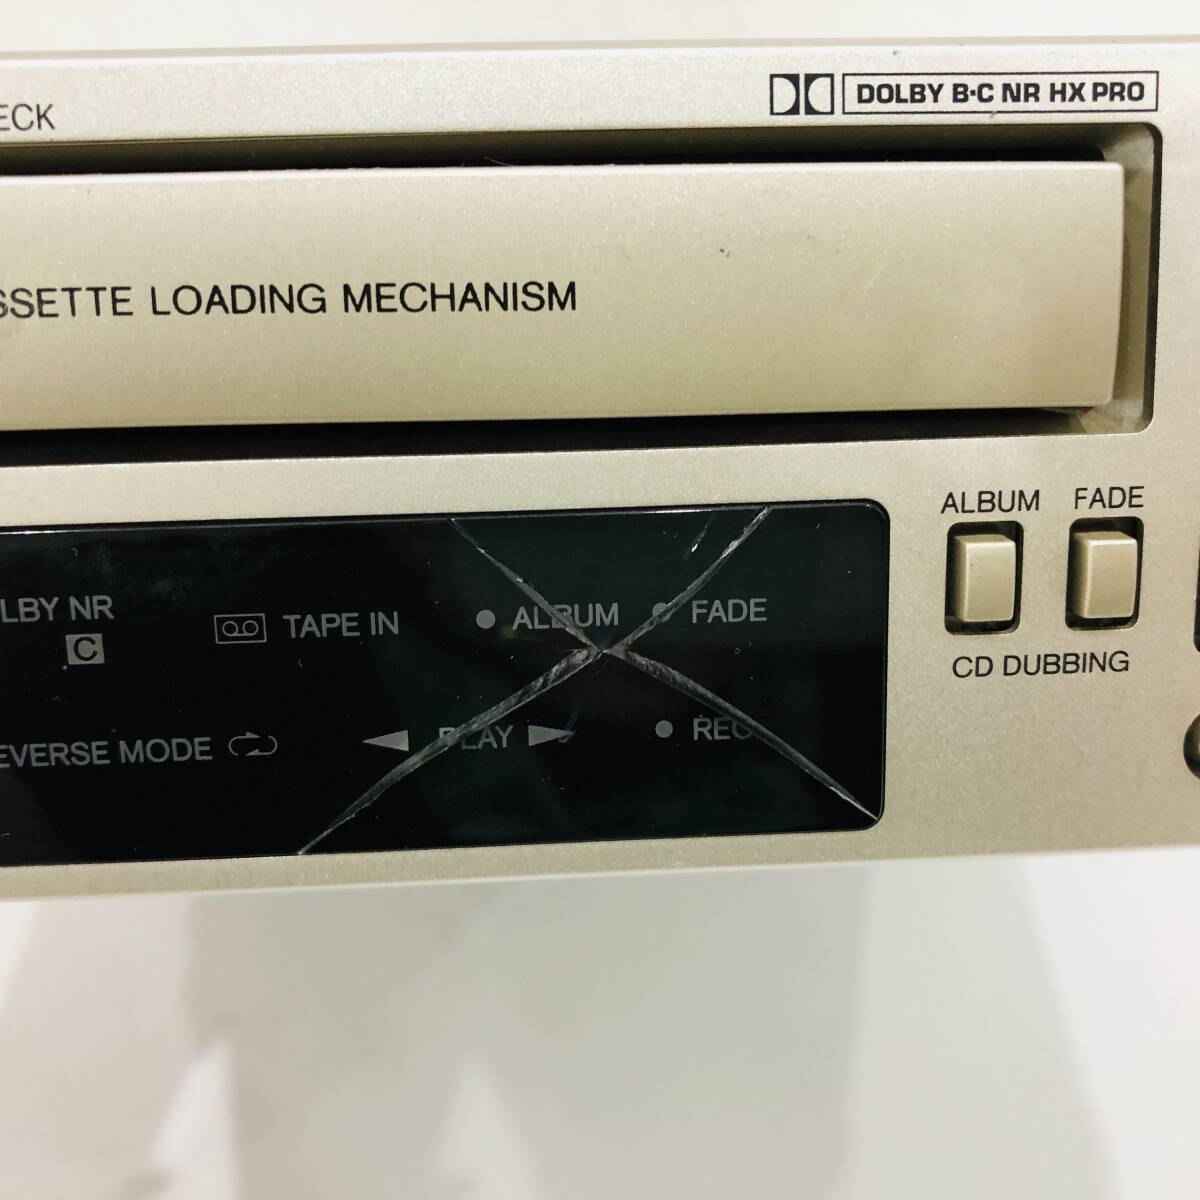 ECK
DOLBY B·C NR HX PRO
SSETTE LOADING MECHANISM
ALBUM FADE
CD DUBBING
LBY NR
C
TAPE IN
ALBUM
FADE
EVERSE MODE
PLAY
REC